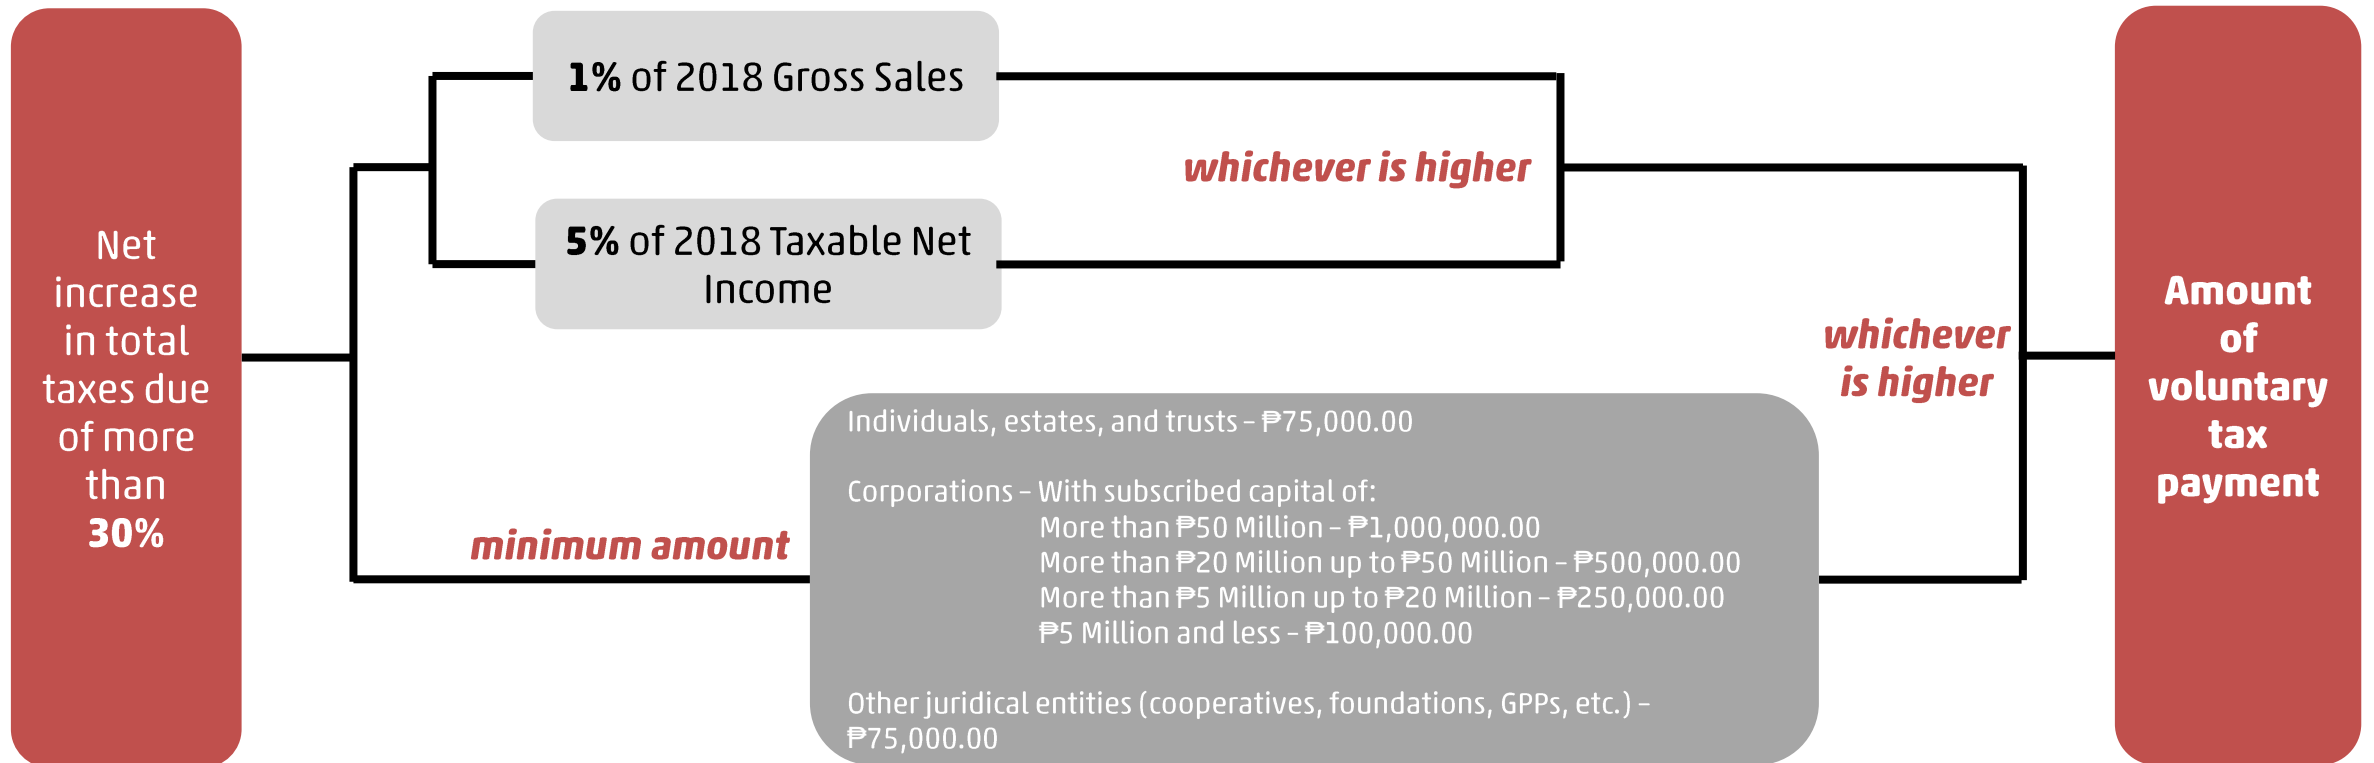 Net
increase
in total
taxes due
of more
than
30%
1% of 2018 Gross Sales
5% of 2018 Taxable Net
Income
whichever is higher
minimum amount
Individuals, estates, and trusts – ₱75,000.00
Corporations – With subscribed capital of:
More than ₱50 Million – ₱1,000,000.00
More than ₱20 Million up to ₱50 Million – ₱500,000.00
More than ₱5 Million up to ₱20 Million – ₱250,000.00
₱5 Million and less – ₱100,000.00
Other juridical entities (cooperatives, foundations, GPPs, etc.) –
₱75,000.00
whichever
is higher
Amount
of
voluntary
tax
payment